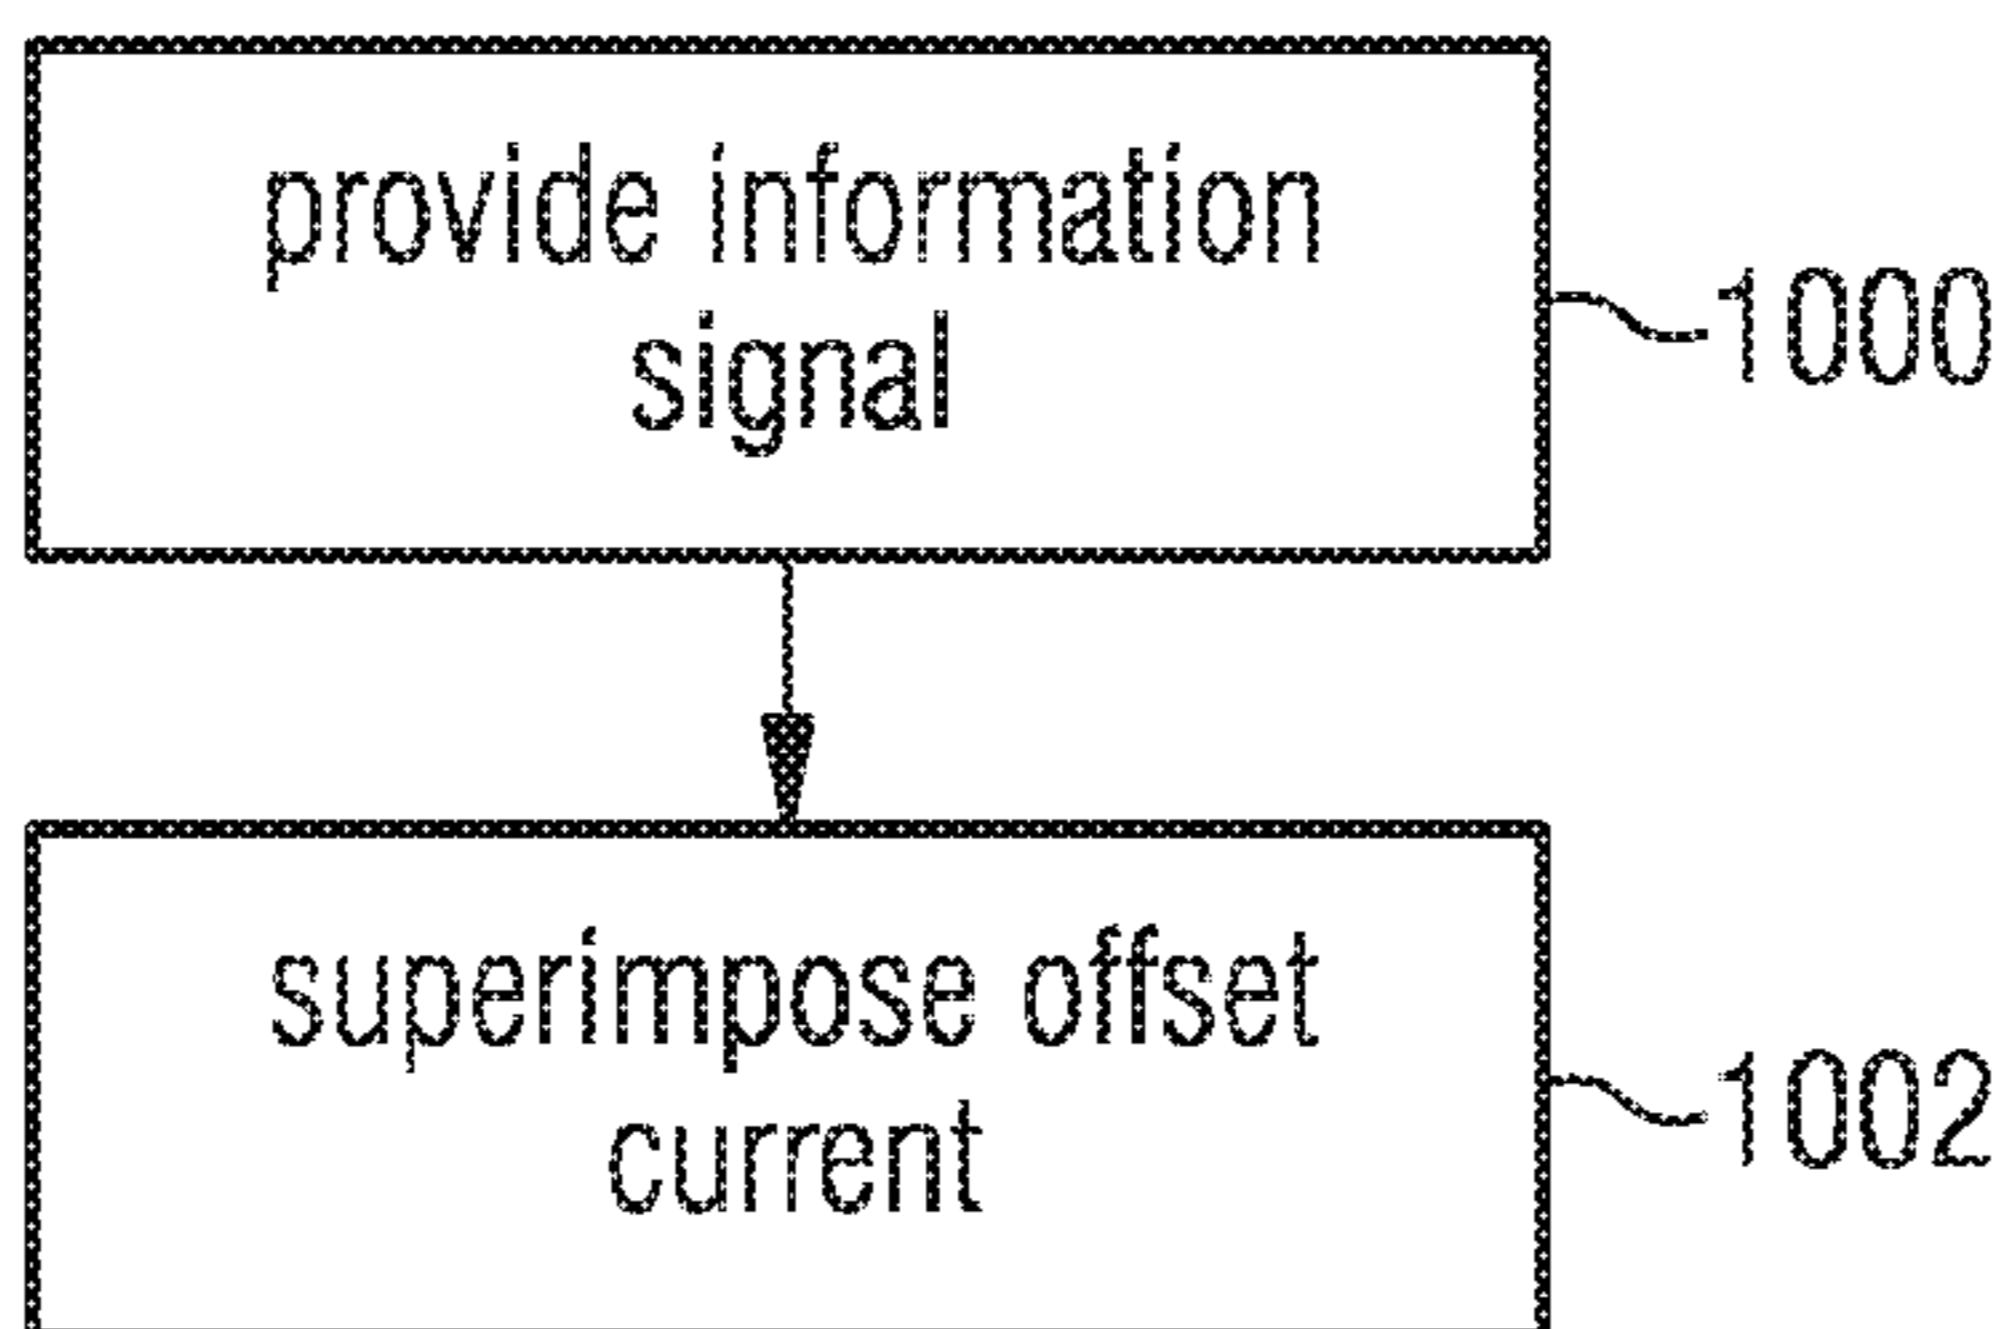 provide information
signal
1000
superimpose offset
current
1002